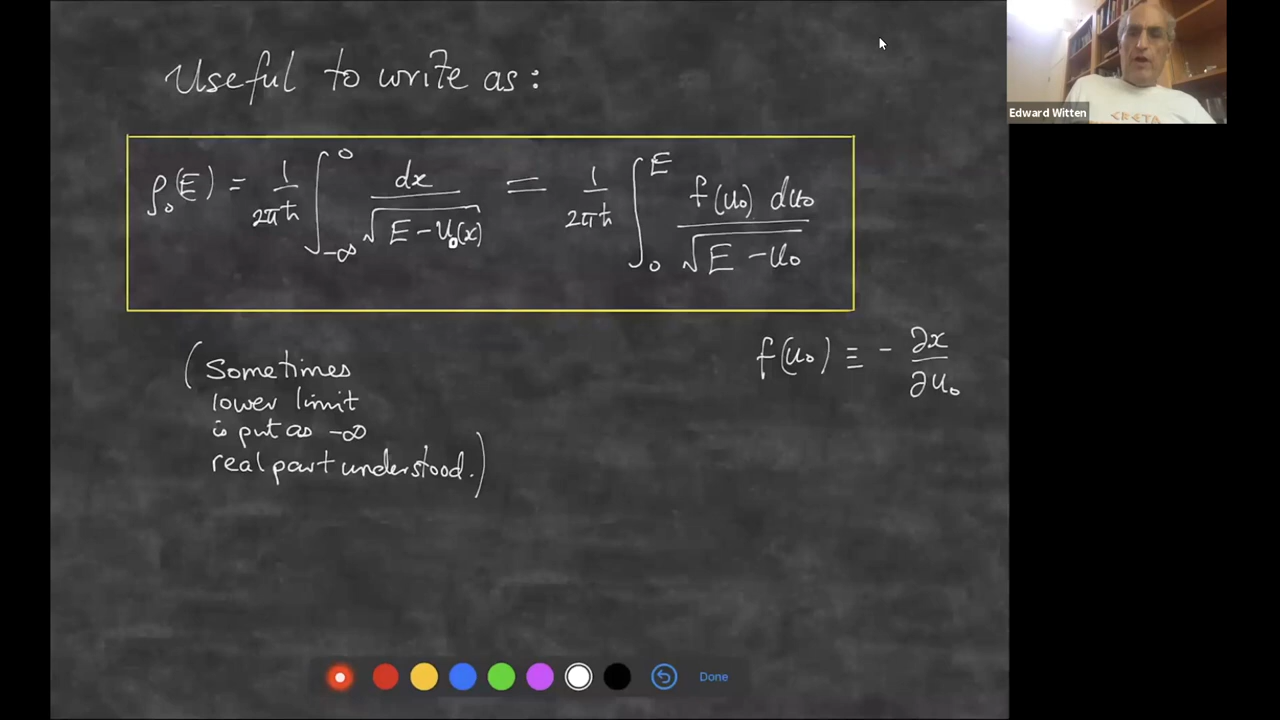 Useful to write as:
ρ₀(E) = 1/2πħ ∫_{-∞}^{0} dx/√(E - u₀(x)) = 1/2πħ ∫_{0}^{E} f(u₀) du₀/√(E - u₀)
f(u₀) ≡ - ∂x/∂u₀
(Sometimes
lower limit
is put as -∞
real part understood.)
Edward Witten
CRETA
Done